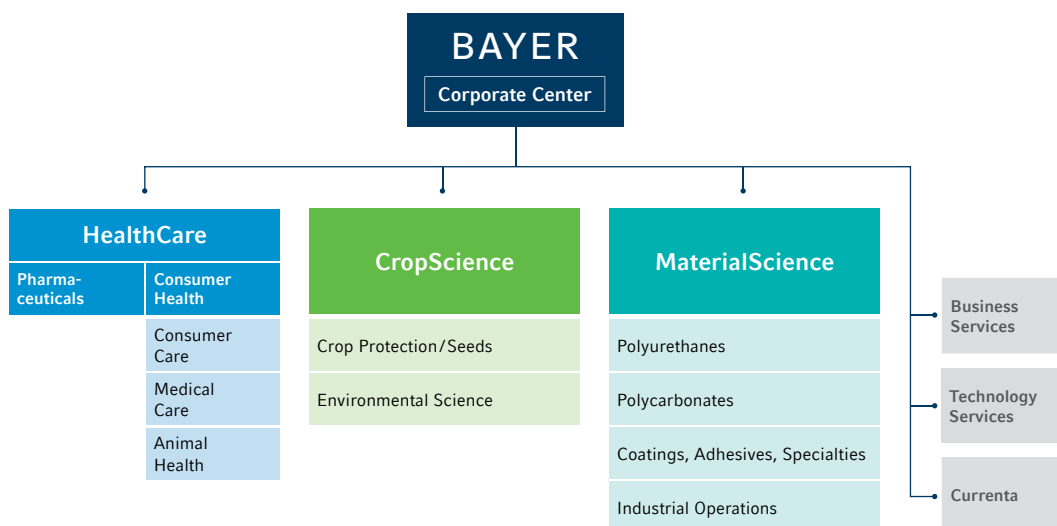 BAYER
Corporate Center
HealthCare
Pharma-
ceuticals
Consumer
Health
Consumer
Care
Medical
Care
Animal
Health
CropScience
Crop Protection/Seeds
Environmental Science
MaterialScience
Polyurethanes
Polycarbonates
Coatings, Adhesives, Specialties
Industrial Operations
Business
Services
Technology
Services
Currenta